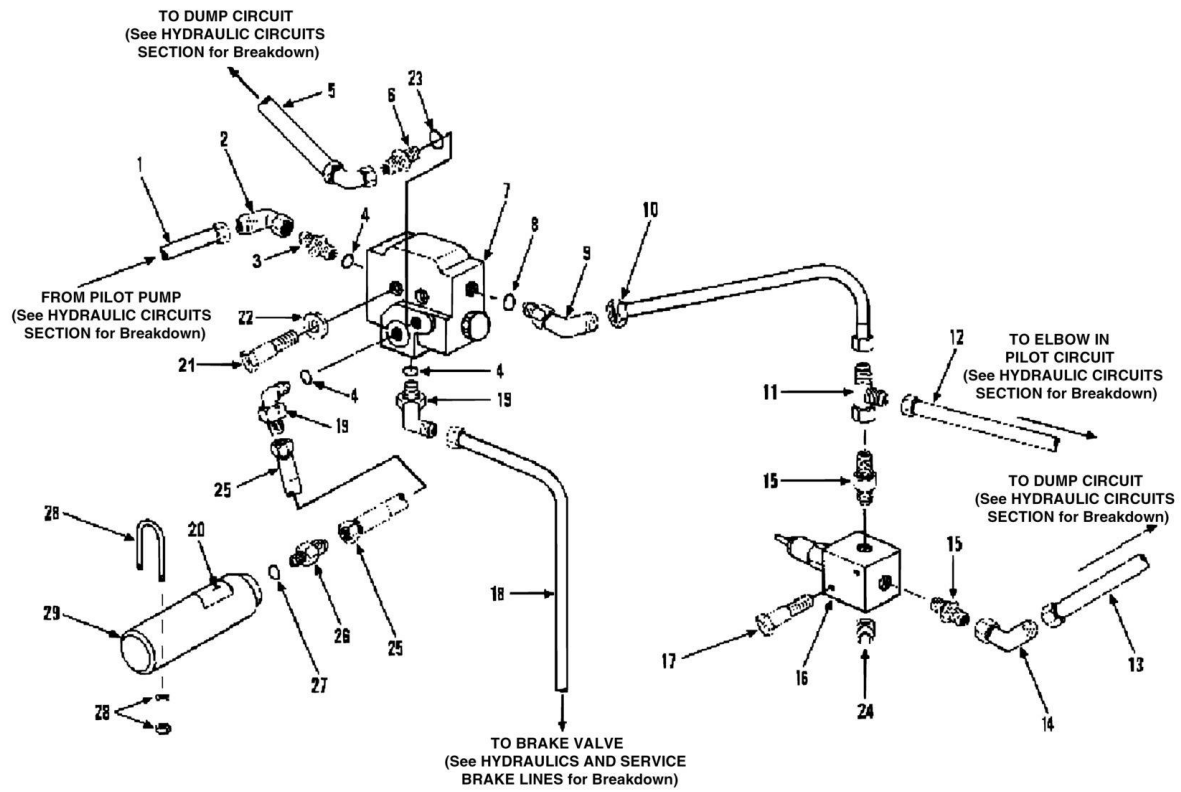 TO DUMP CIRCUIT
(See HYDRAULIC CIRCUITS
SECTION for Breakdown)
5
6
23
2
1
7
4
8
10
3
9
FROM PILOT PUMP
(See HYDRAULIC CIRCUITS
SECTION for Breakdown)
22
21
4
4
19
19
12
TO ELBOW IN
PILOT CIRCUIT
(See HYDRAULIC CIRCUITS
SECTION for Breakdown)
11
25
15
TO DUMP CIRCUIT
(See HYDRAULIC CIRCUITS
SECTION for Breakdown)
28
20
15
18
29
26
25
27
17
16
24
14
13
28
TO BRAKE VALVE
(See HYDRAULICS AND SERVICE
BRAKE LINES for Breakdown)